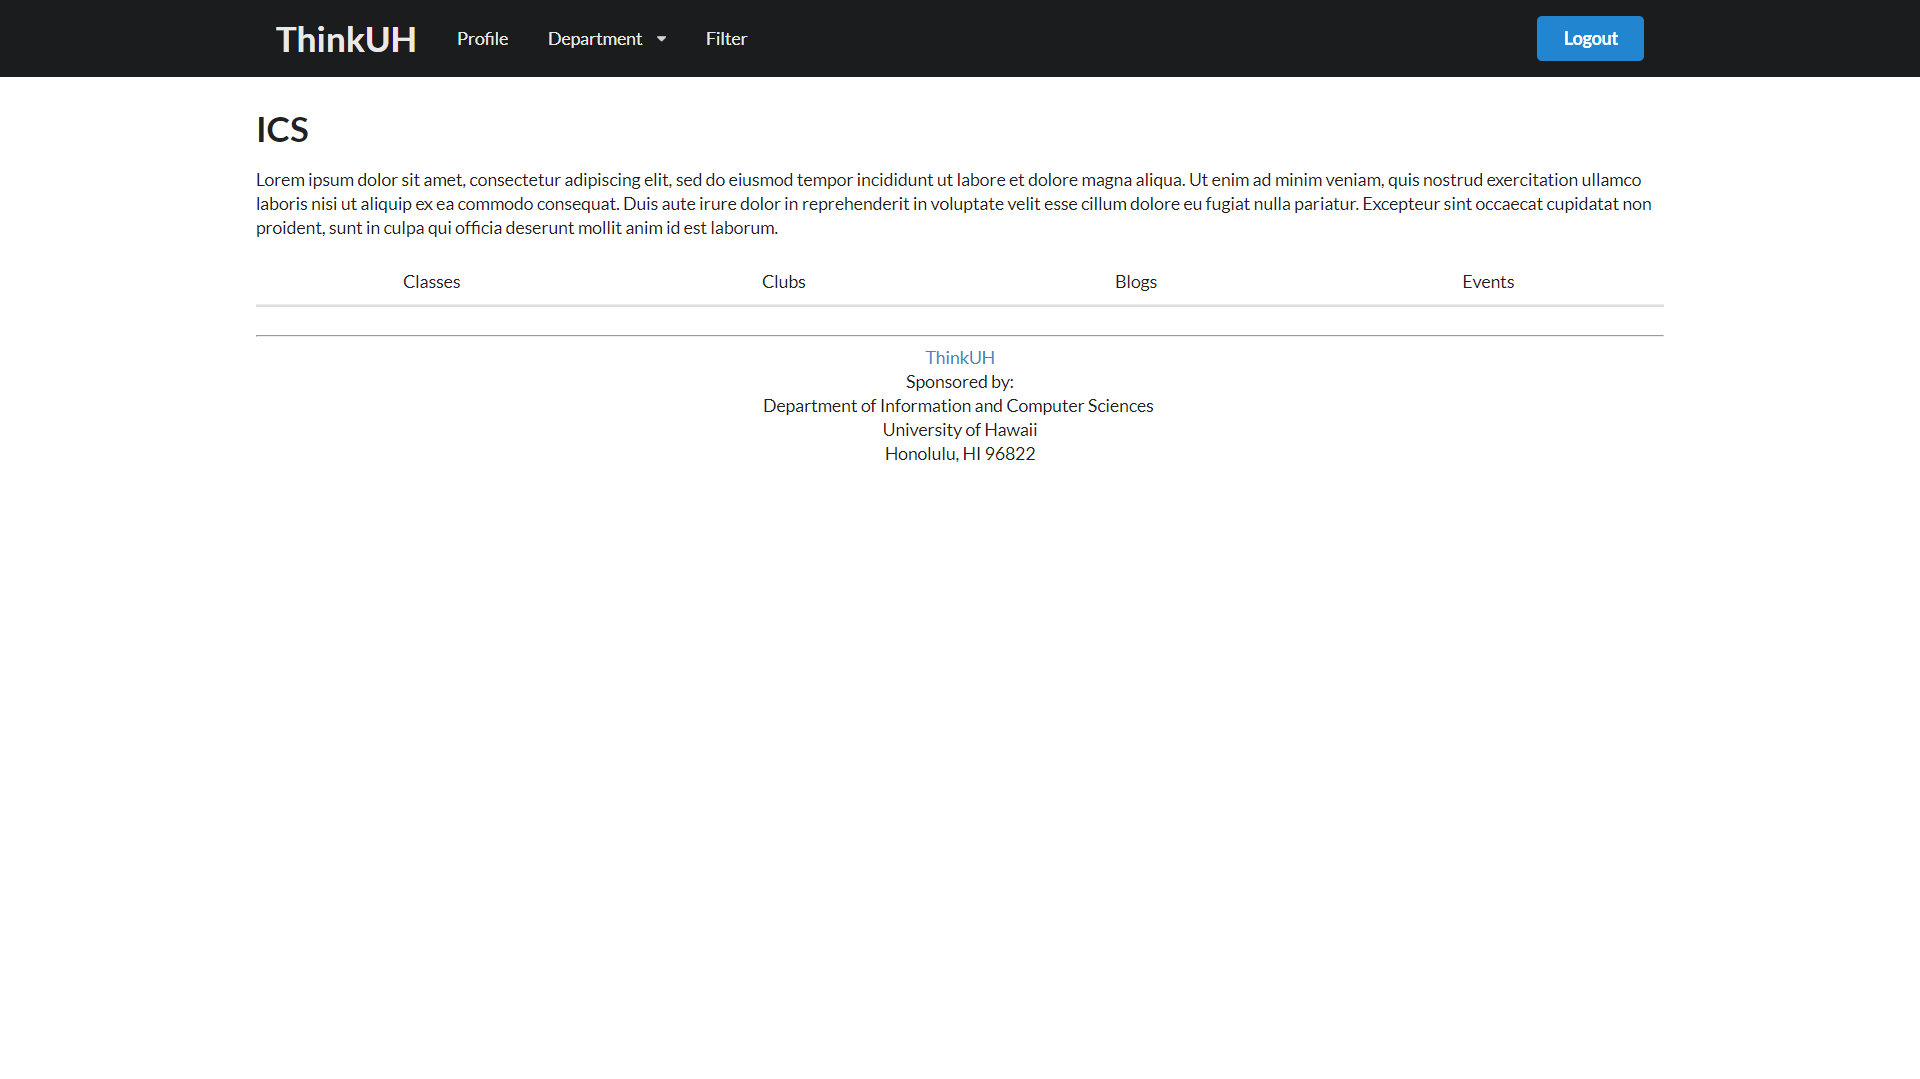 ThinkUH Profile Department Filter Logout
ICS
Lorem ipsum dolor sit amet, consectetur adipiscing elit, sed do eiusmod tempor incididunt ut labore et dolore magna aliqua. Ut enim ad minim veniam, quis nostrud exercitation ullamco
laboris nisi ut aliquip ex ea commodo consequat. Duis aute irure dolor in reprehenderit in voluptate velit esse cillum dolore eu fugiat nulla pariatur. Excepteur sint occaecat cupidatat non
proident, sunt in culpa qui officia deserunt mollit anim id est laborum.
Classes Clubs Blogs Events
ThinkUH
Sponsored by:
Department of Information and Computer Sciences
University of Hawaii
Honolulu, HI 96822